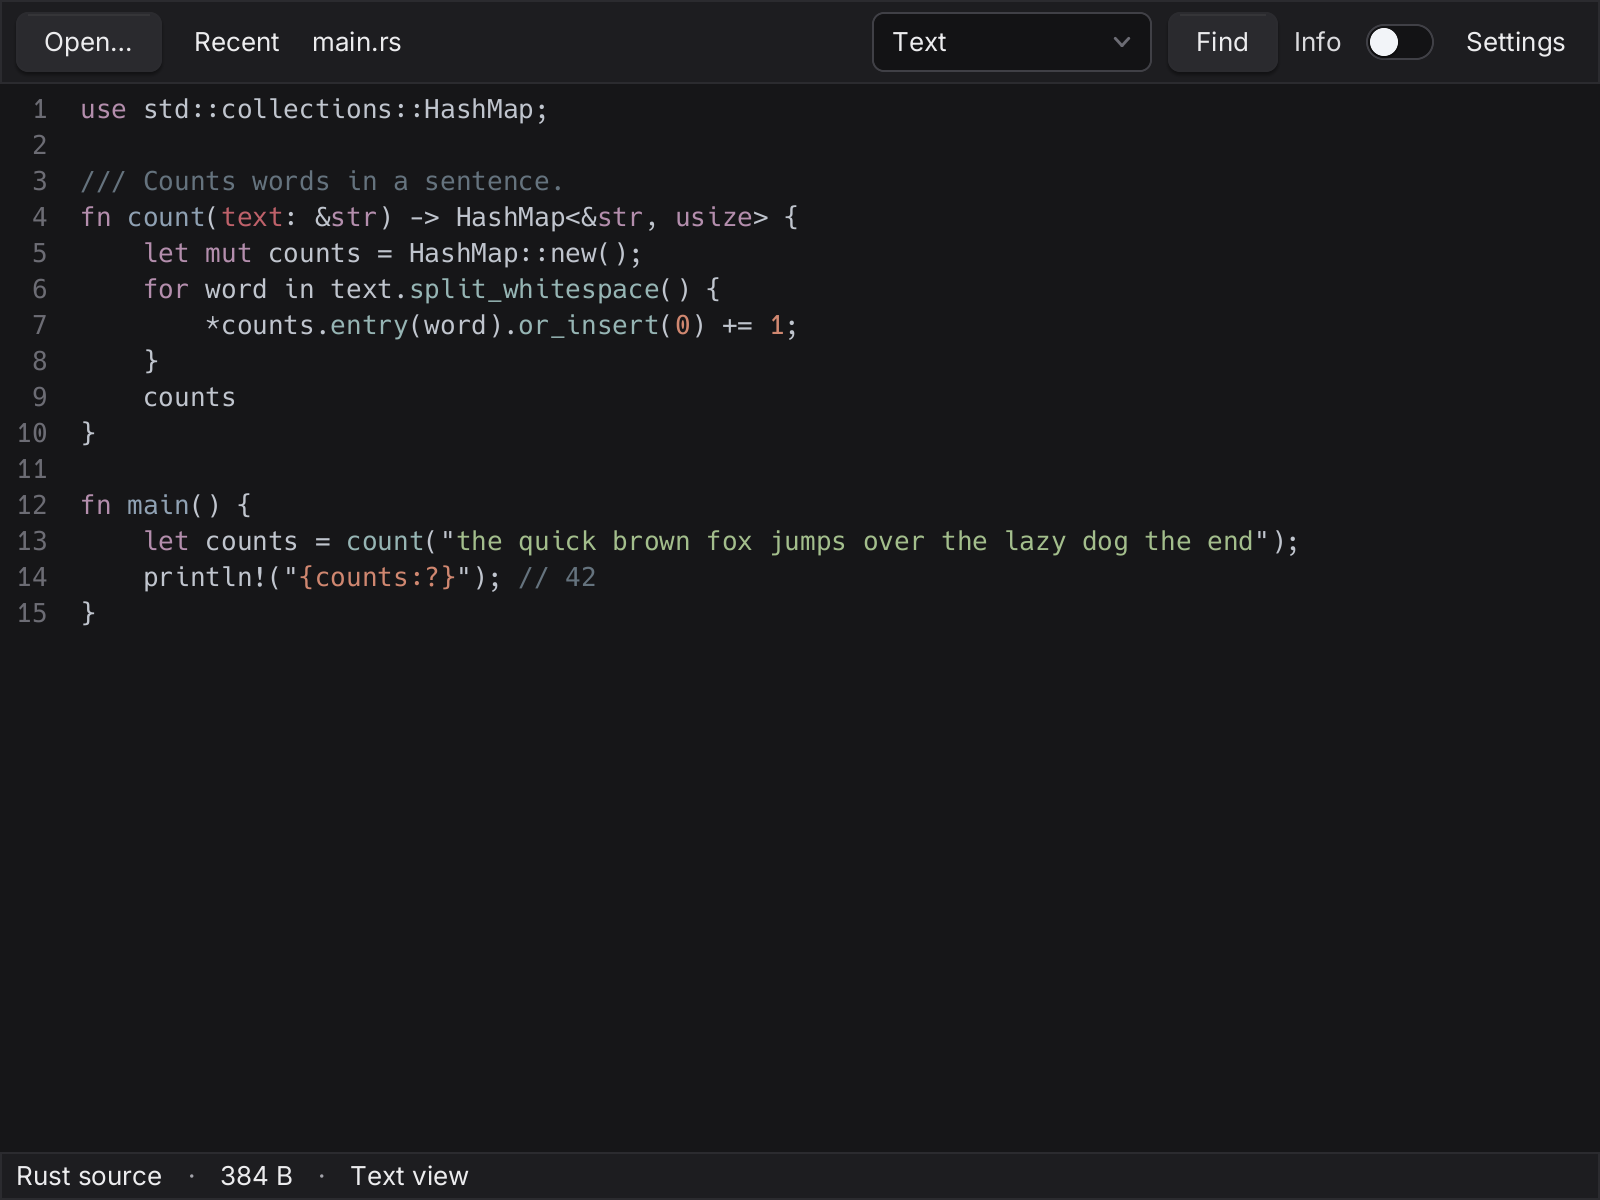 Open... Recent main.rs Text Find Info Settings
1 use std::collections::HashMap;
2
3 /// Counts words in a sentence.
4 fn count(text: &str) -> HashMap<&str, usize> {
5     let mut counts = HashMap::new();
6     for word in text.split_whitespace() {
7         *counts.entry(word).or_insert(0) += 1;
8     }
9     counts
10 }
11
12 fn main() {
13     let counts = count("the quick brown fox jumps over the lazy dog the end");
14     println!("{counts:?}"); // 42
15 }
Rust source · 384 B · Text view